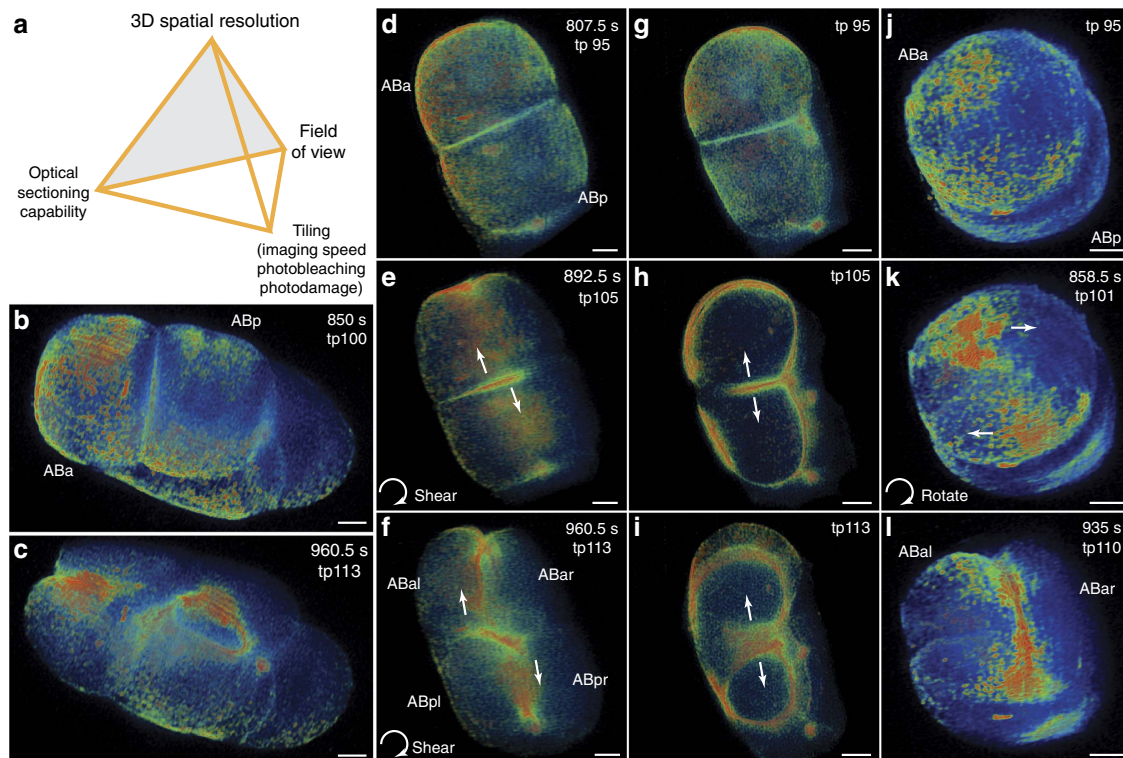 a
3D spatial resolution
Field
of view
Optical
sectioning
capability
Tiling
(imaging speed
photobleaching
photodamage)
b
ABp
850 s
tp100
ABa
c
960.5 s
tp113
d
807.5 s
tp 95
ABa
ABp
e
892.5 s
tp105
Shear
f
960.5 s
tp113
ABal
ABar
ABpl
ABpr
Shear
g
tp 95
h
tp105
i
tp113
j
tp 95
ABa
ABp
k
858.5 s
tp101
Rotate
l
935 s
tp110
ABal
ABar